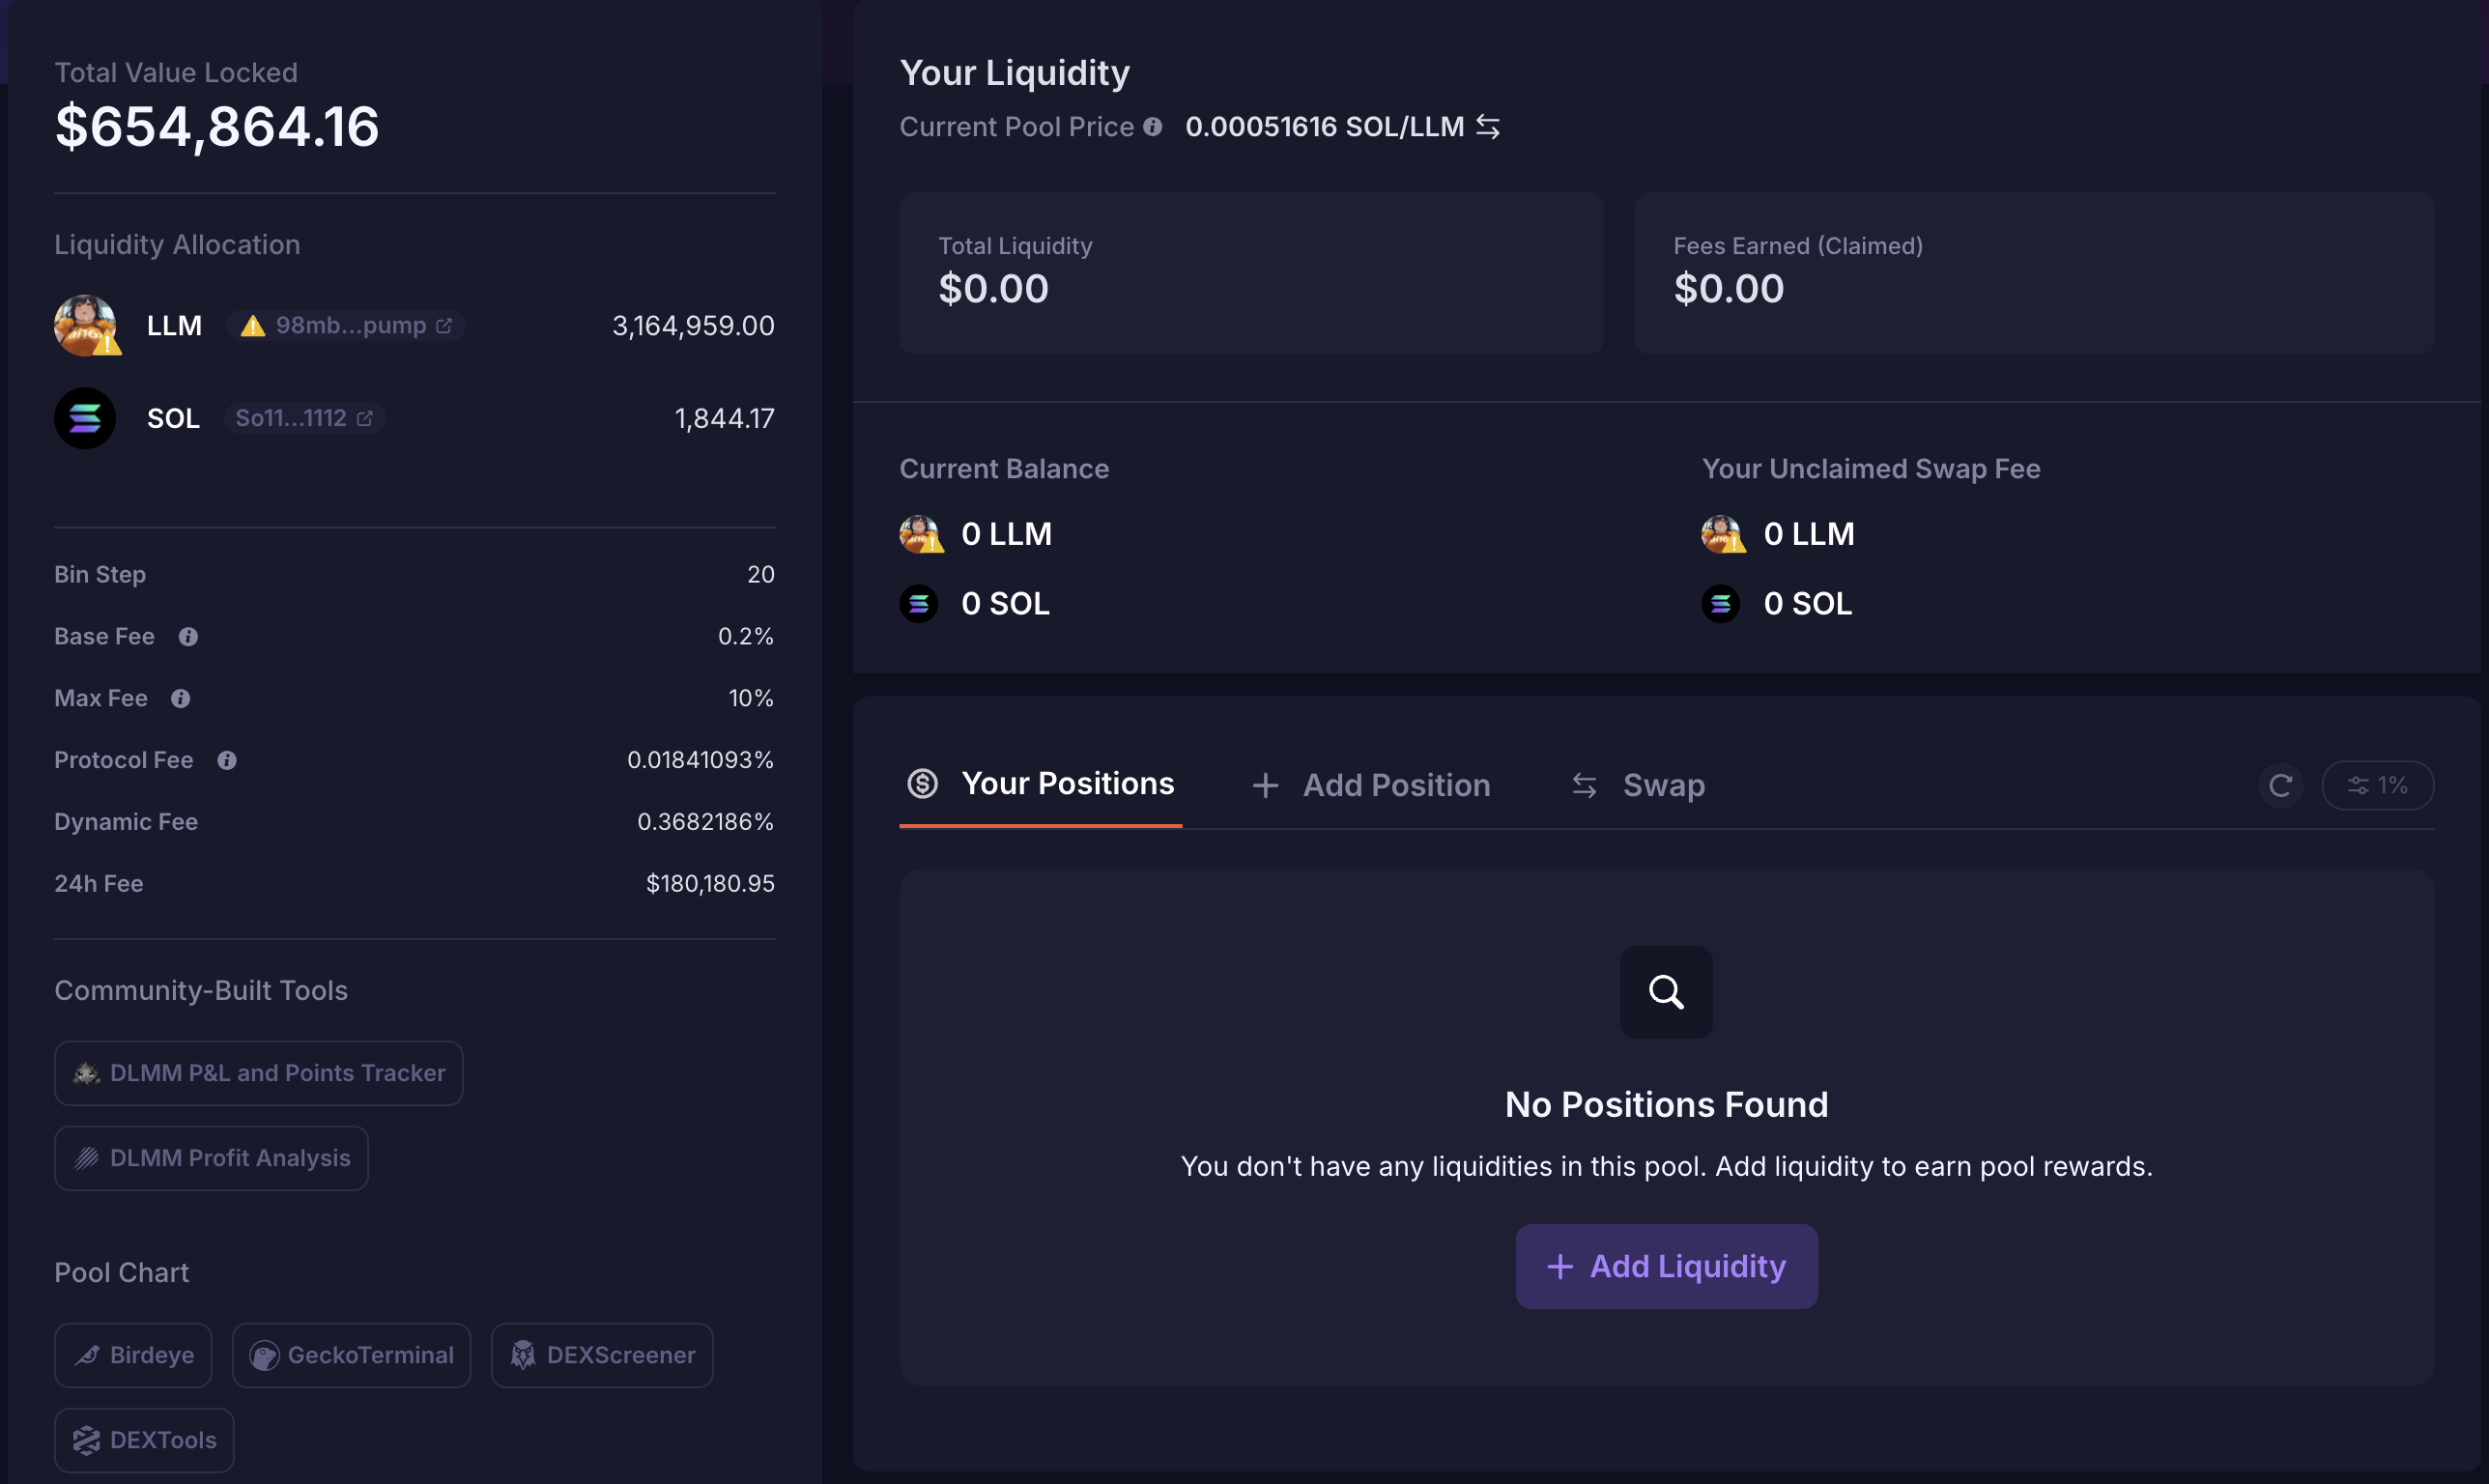 Total Value Locked
$654,864.16
Liquidity Allocation
LLM 98mb...pump 3,164,959.00
SOL So11...1112 1,844.17
Bin Step 20
Base Fee 0.2%
Max Fee 10%
Protocol Fee 0.01841093%
Dynamic Fee 0.3682186%
24h Fee $180,180.95
Community-Built Tools
DLMM P&L and Points Tracker
DLMM Profit Analysis
Pool Chart
Birdeye GeckoTerminal DEXScreener
DEXTools
Your Liquidity
Current Pool Price 0.00051616 SOL/LLM
Total Liquidity
$0.00
Fees Earned (Claimed)
$0.00
Current Balance
0 LLM
0 SOL
Your Unclaimed Swap Fee
0 LLM
0 SOL
Your Positions Add Position Swap 1%
No Positions Found
You don't have any liquidities in this pool. Add liquidity to earn pool rewards.
+ Add Liquidity